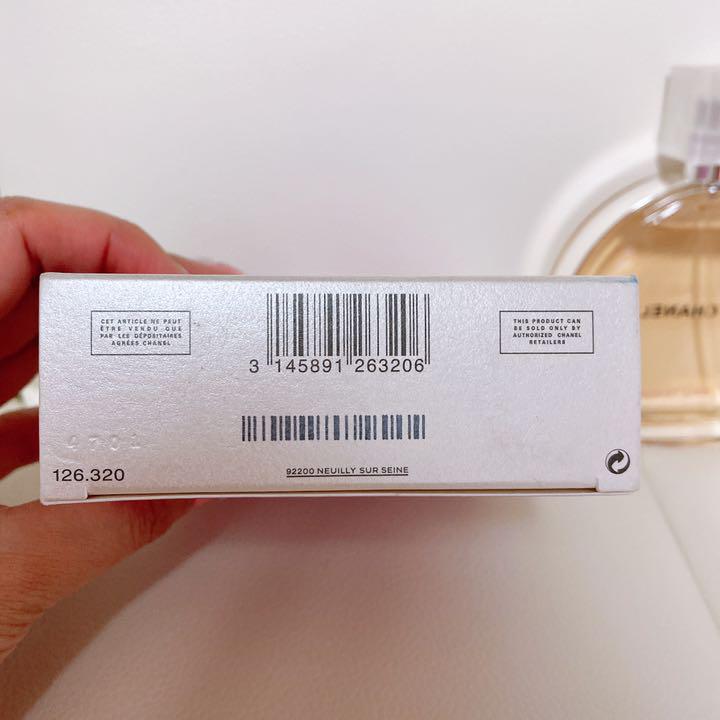 CET ARTICLE NE PEUT
ÊTRE VENDU QUE
PAR LES DÉPOSITAIRES
AGRÉÉS CHANEL
3 145891 263206
THIS PRODUCT CAN
BE SOLD ONLY BY
AUTHORIZED CHANEL
RETAILERS
126.320
92200 NEUILLY SUR SEINE
CHANEL